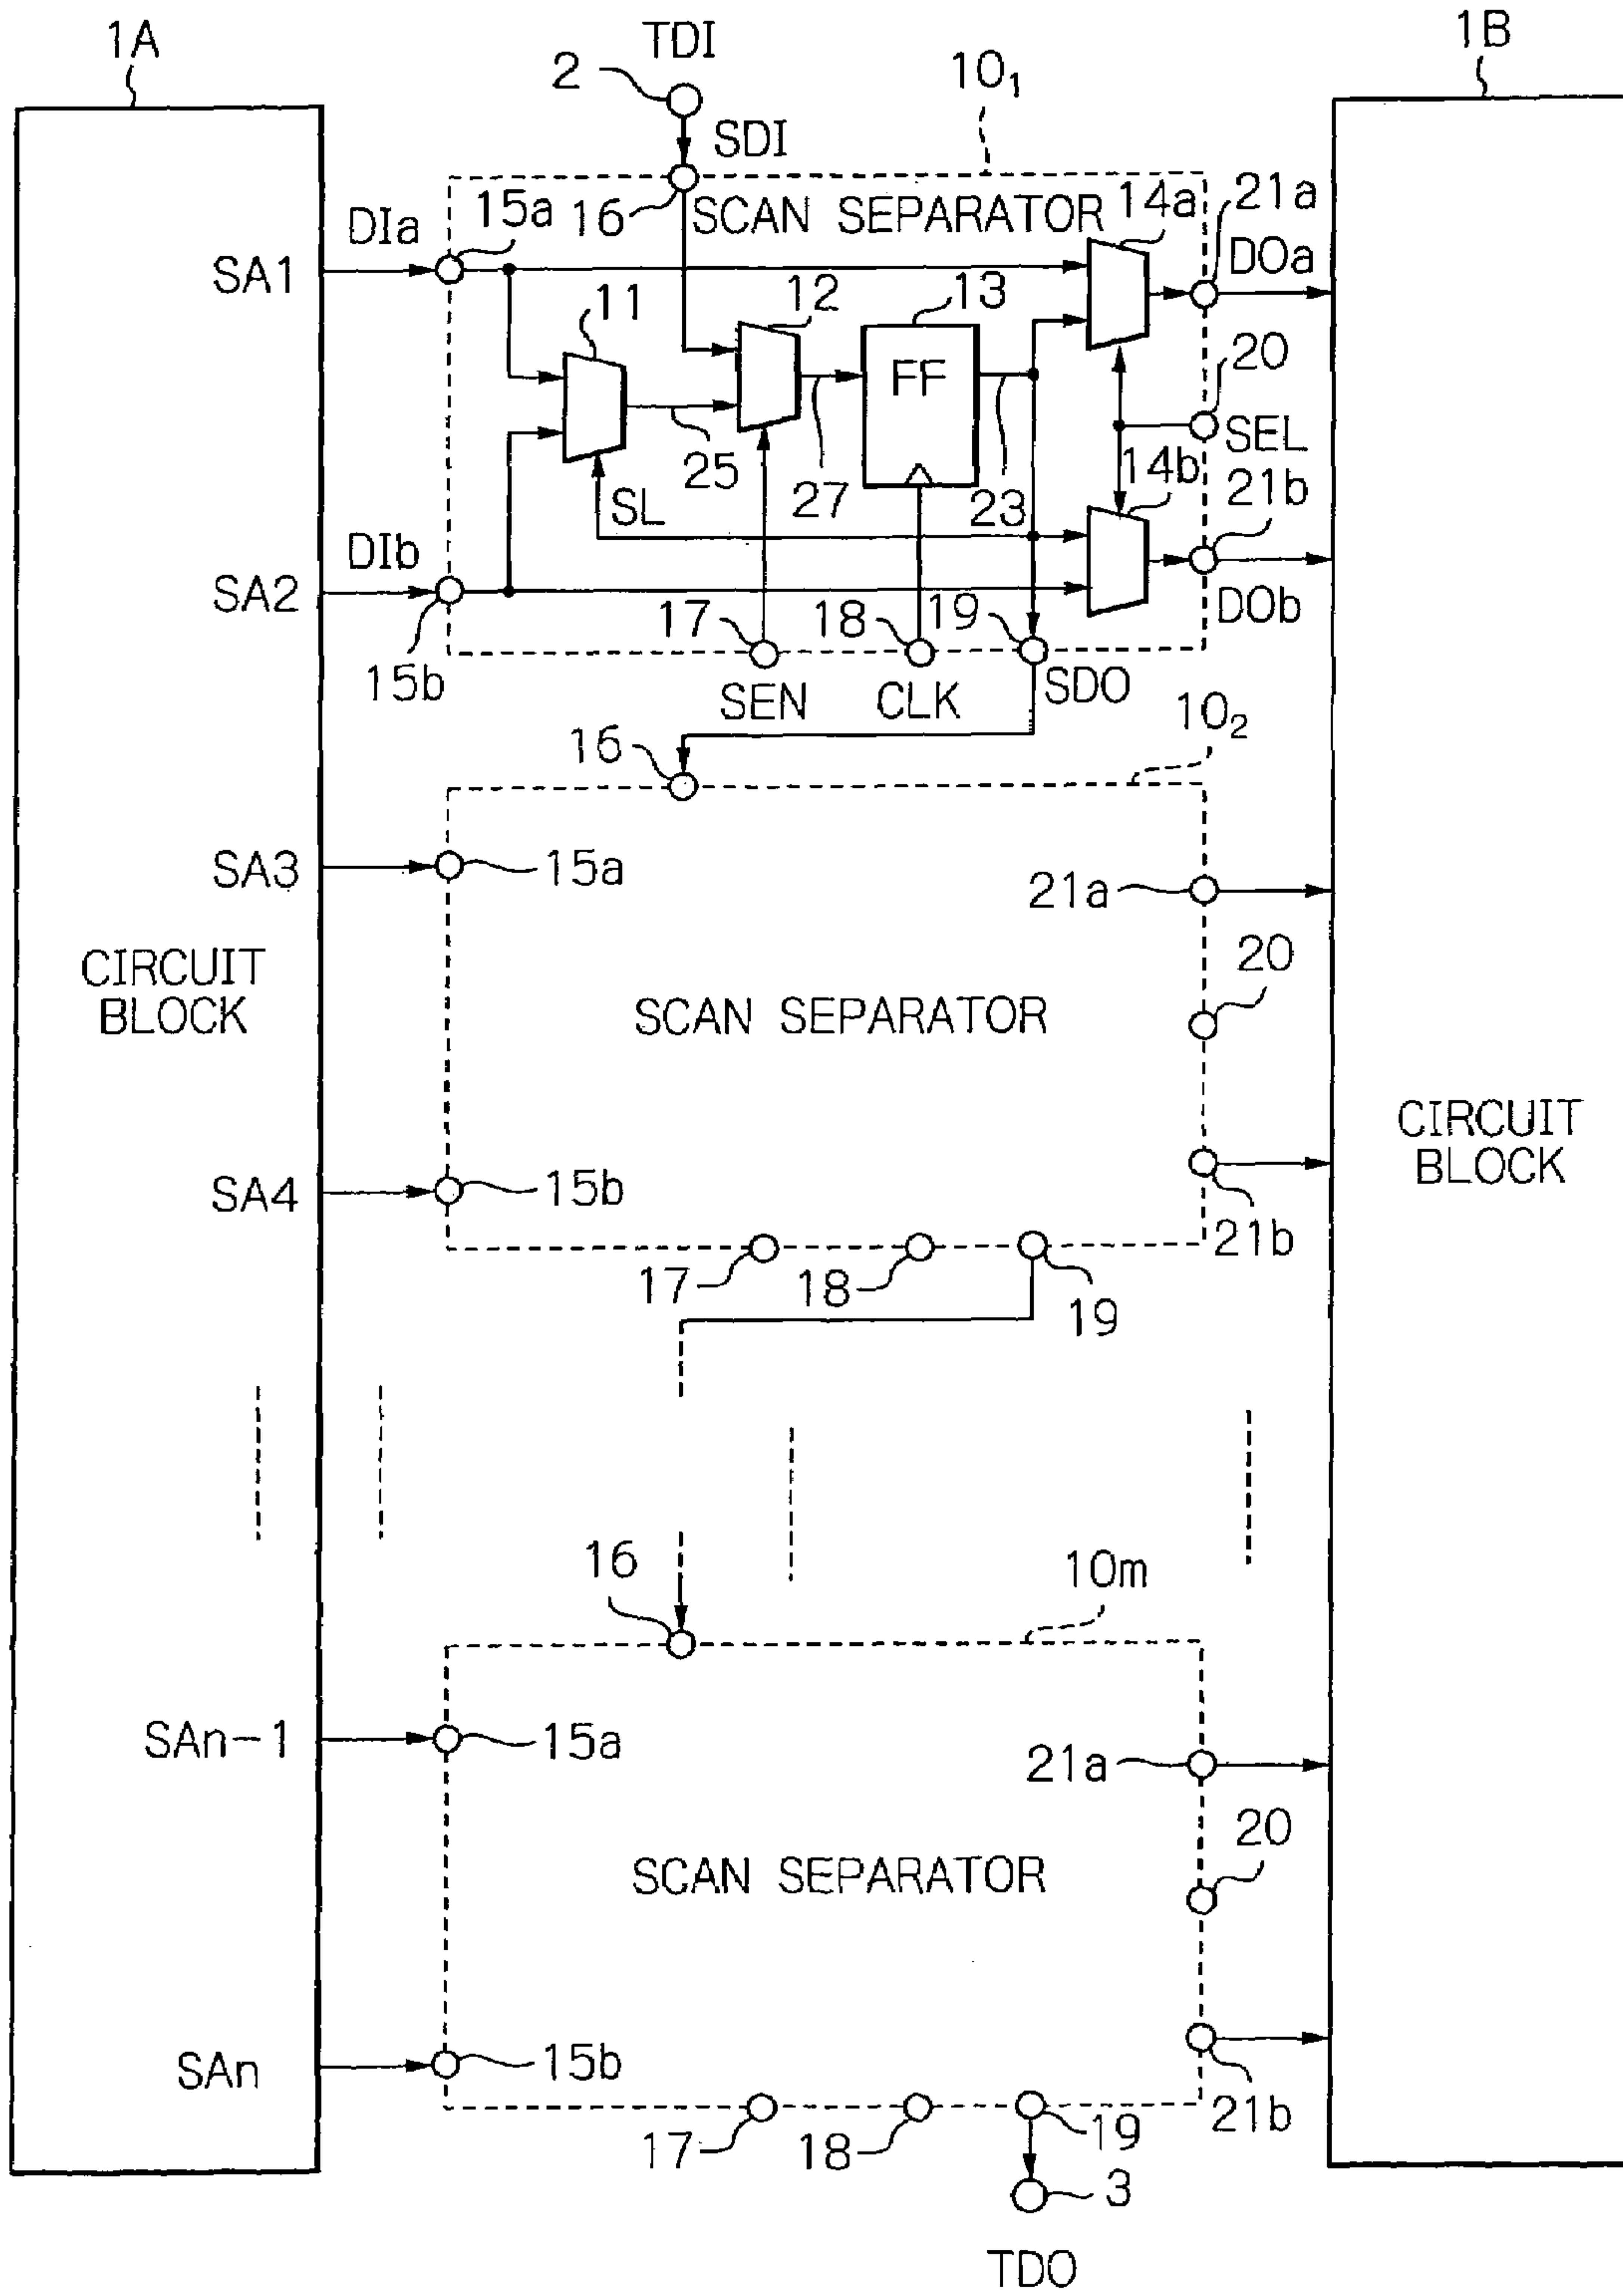 1A
TDI
2
SDI
10₁
1B
SA1
DIa
15a
16
SCAN SEPARATOR
14a
21a
DOa
11
12
13
FF
20
SEL
25
27
23
14b
21b
SL
SA2
DIb
15b
17
18
19
DOb
SEN
CLK
SDO
16
10₂
SA3
15a
21a
20
CIRCUIT
BLOCK
SCAN SEPARATOR
CIRCUIT
BLOCK
SA4
15b
21b
17
18
19
16
10m
SAn-1
15a
21a
20
SCAN SEPARATOR
SAn
15b
21b
17
18
19
3
TDO